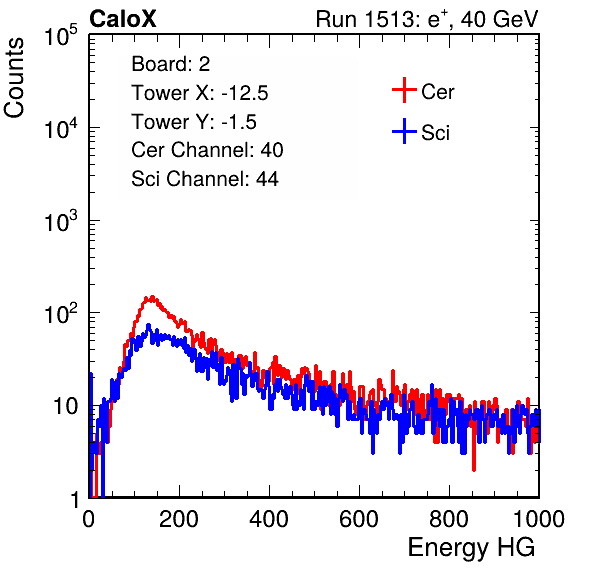 CaloX Run 1513: e⁺, 40 GeV
Counts
10⁵
10⁴
10³
10²
10
1
Board: 2
Tower X: -12.5
Tower Y: -1.5
Cer Channel: 40
Sci Channel: 44
Cer
Sci
0 200 400 600 800 1000
Energy HG